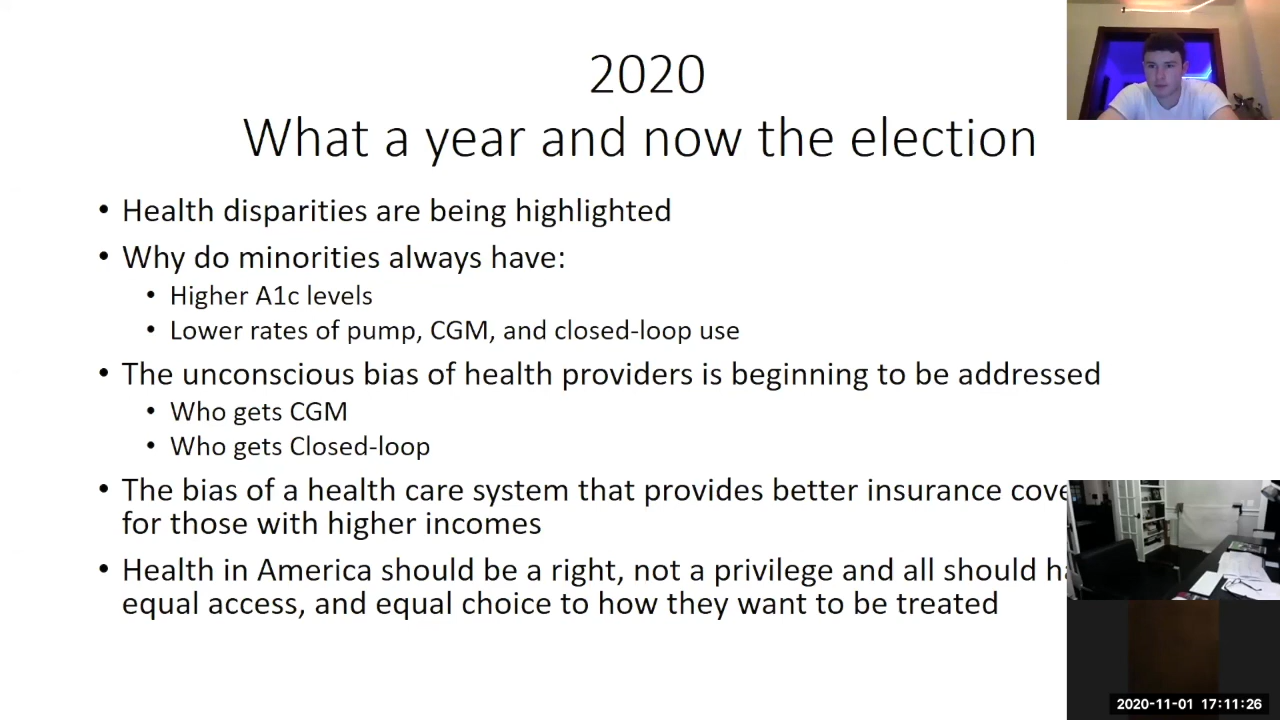 2020
What a year and now the election
• Health disparities are being highlighted
• Why do minorities always have:
• Higher A1c levels
• Lower rates of pump, CGM, and closed-loop use
• The unconscious bias of health providers is beginning to be addressed
• Who gets CGM
• Who gets Closed-loop
• The bias of a health care system that provides better insurance cove
for those with higher incomes
• Health in America should be a right, not a privilege and all should ha
equal access, and equal choice to how they want to be treated
2020-11-01 17:11:26